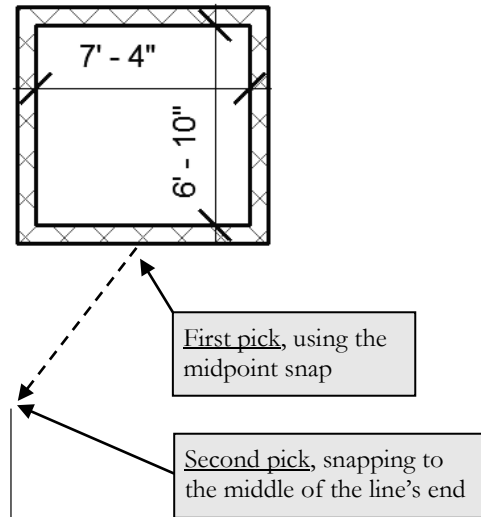 7' - 4"
6' - 10"
First pick, using the
midpoint snap
Second pick, snapping to
the middle of the line’s end